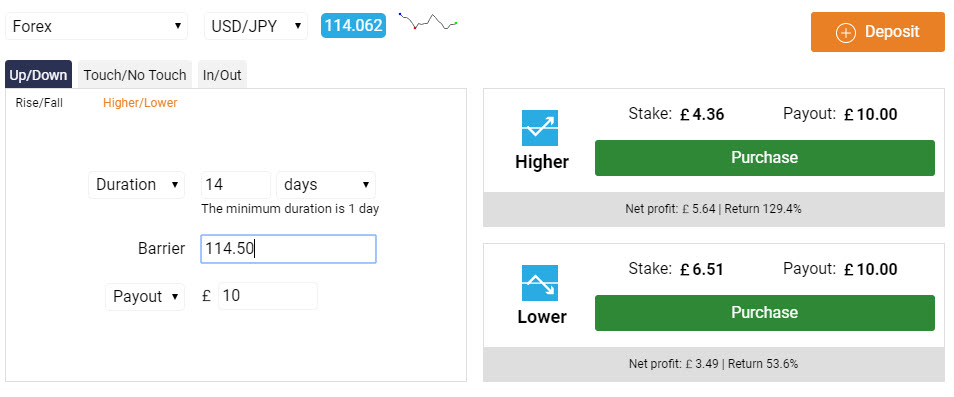 Forex USD/JPY 114.062 Deposit
Up/Down Touch/No Touch In/Out
Rise/Fall Higher/Lower
Duration 14 days
The minimum duration is 1 day
Barrier 114.50
Payout £ 10
Higher
Stake: £ 4.36 Payout: £ 10.00
Purchase
Net profit: £ 5.64 | Return 129.4%
Lower
Stake: £ 6.51 Payout: £ 10.00
Purchase
Net profit: £ 3.49 | Return 53.6%